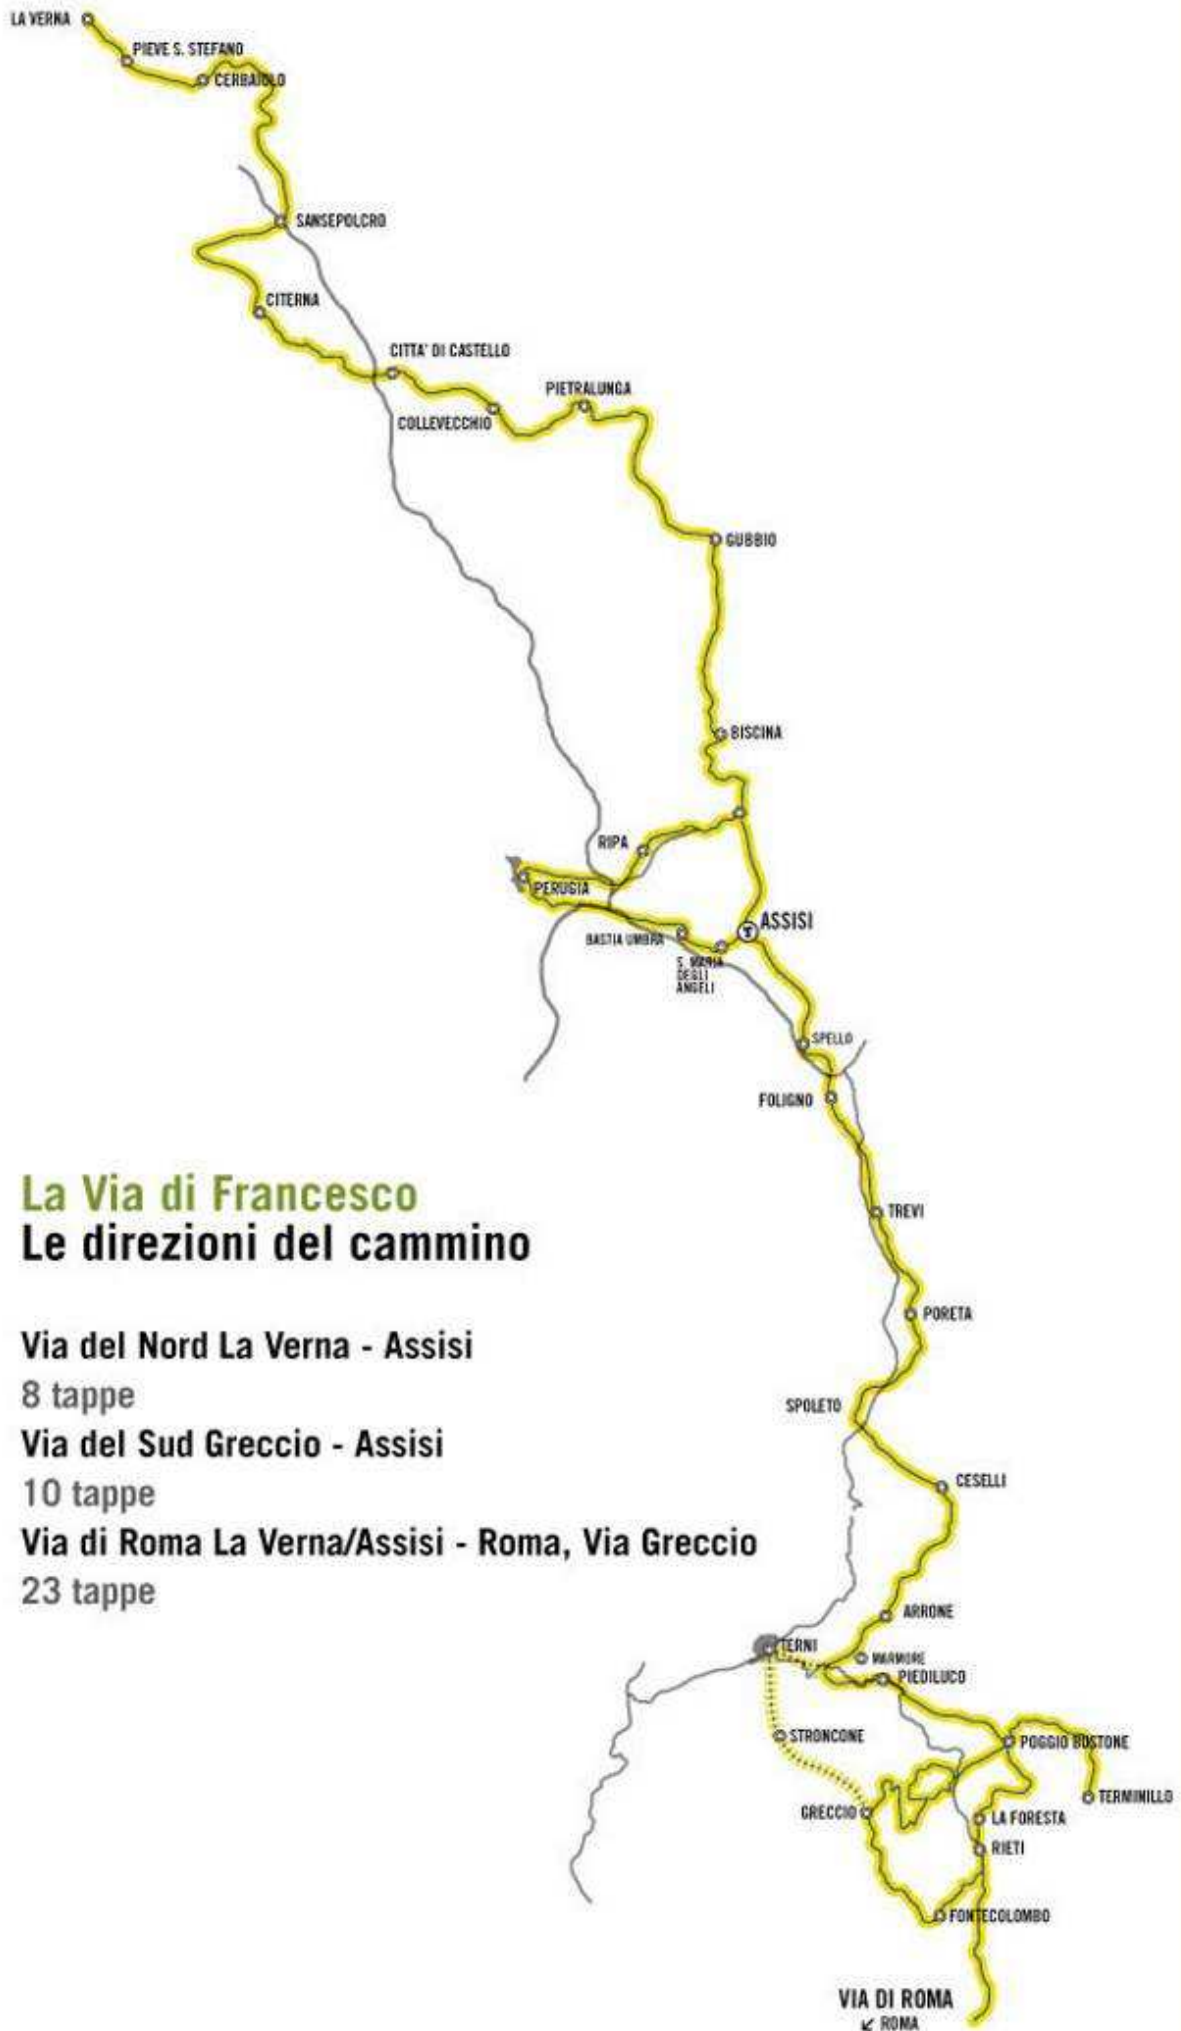 LA VERNA
PIEVE S. STEFANO
CERBAIOLO
SANSEPOLCRO
CITERNA
CITTA' DI CASTELLO
PIETRALUNGA
COLLEVECCHIO
GUBBIO
BISCINA
RIPA
PERUGIA
ASSISI
BASTIA UMBRA
S. MARIA
DEGLI
ANGELI
SPELLO
FOLIGNO
La Via di Francesco
Le direzioni del cammino
TREVI
PORETA
Via del Nord La Verna - Assisi
8 tappe
SPOLETO
Via del Sud Greccio - Assisi
10 tappe
CESELLI
Via di Roma La Verna/Assisi - Roma, Via Greccio
23 tappe
ARRONE
TERNI
MARMORE
PIEDILUCO
STRONCONE
POGGIO BUSTONE
TERMINILLO
GRECCIO
LA FORESTA
RIETI
FONTECOLOMBO
VIA DI ROMA
↙ ROMA